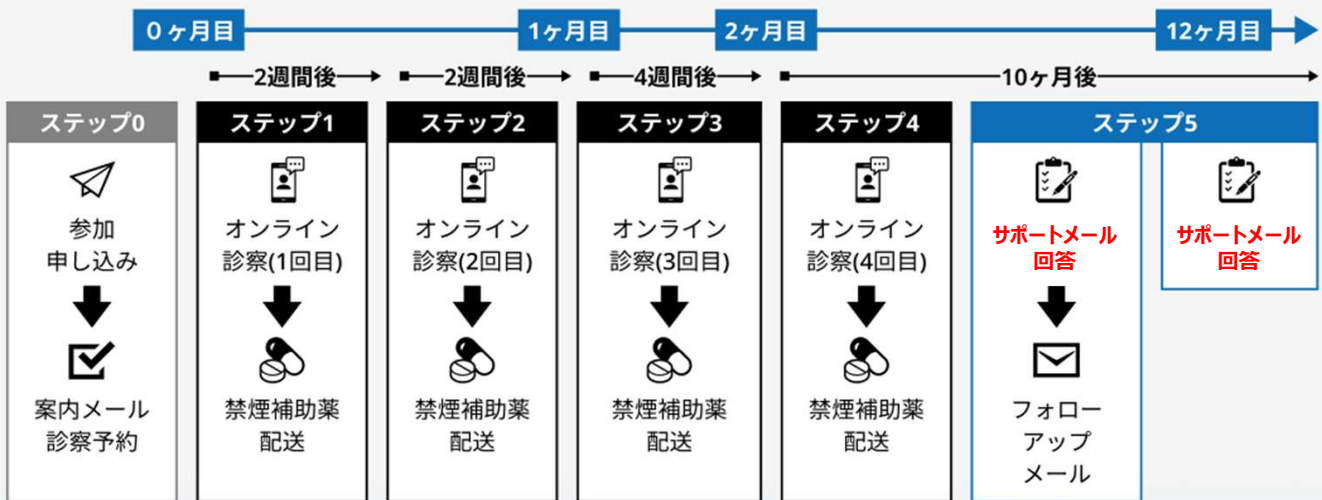 0ヶ月目
1ヶ月目
2ヶ月目
12ヶ月目
2週間後
2週間後
4週間後
10ヶ月後
ステップ0
参加
申し込み
案内メール
診察予約
ステップ1
オンライン
診察(1回目)
禁煙補助薬
配送
ステップ2
オンライン
診察(2回目)
禁煙補助薬
配送
ステップ3
オンライン
診察(3回目)
禁煙補助薬
配送
ステップ4
オンライン
診察(4回目)
禁煙補助薬
配送
ステップ5
サポートメール
回答
フォロー
アップ
メール
サポートメール
回答